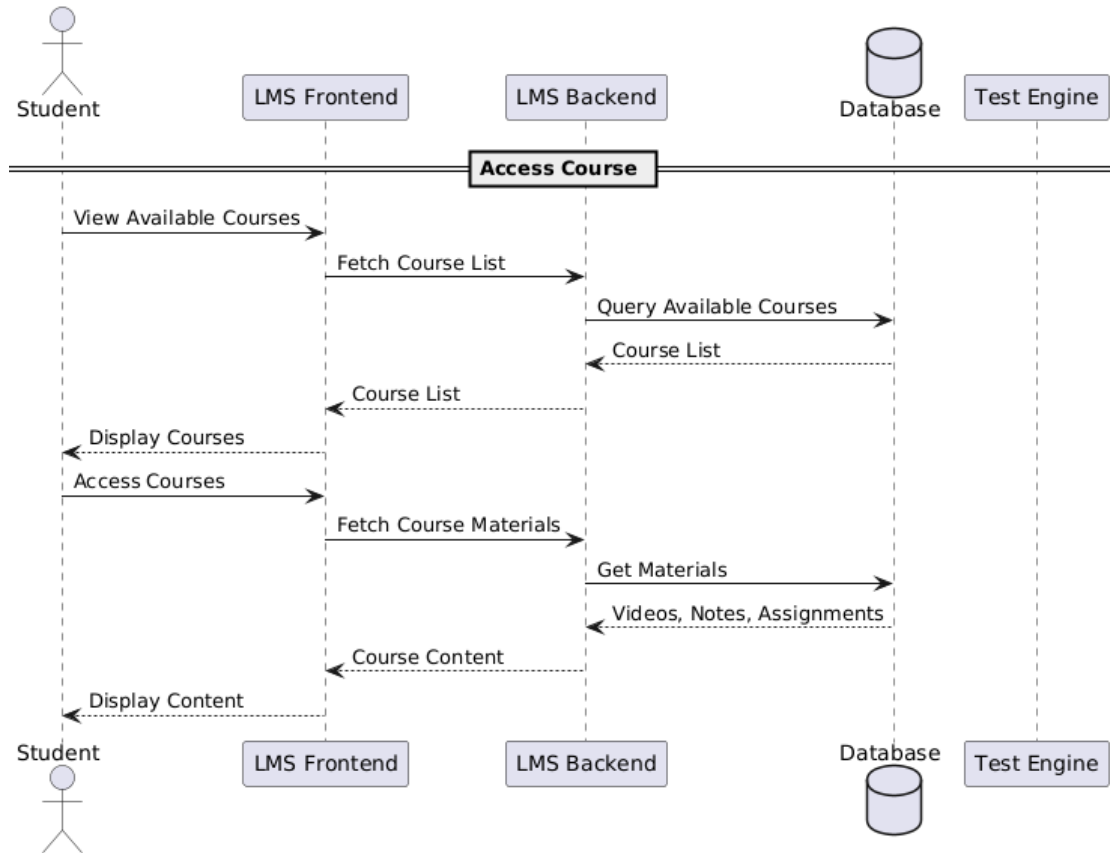 Student
LMS Frontend
LMS Backend
Database
Test Engine
Access Course
View Available Courses
Fetch Course List
Query Available Courses
Course List
Course List
Display Courses
Access Courses
Fetch Course Materials
Get Materials
Videos, Notes, Assignments
Course Content
Display Content
Student
LMS Frontend
LMS Backend
Database
Test Engine